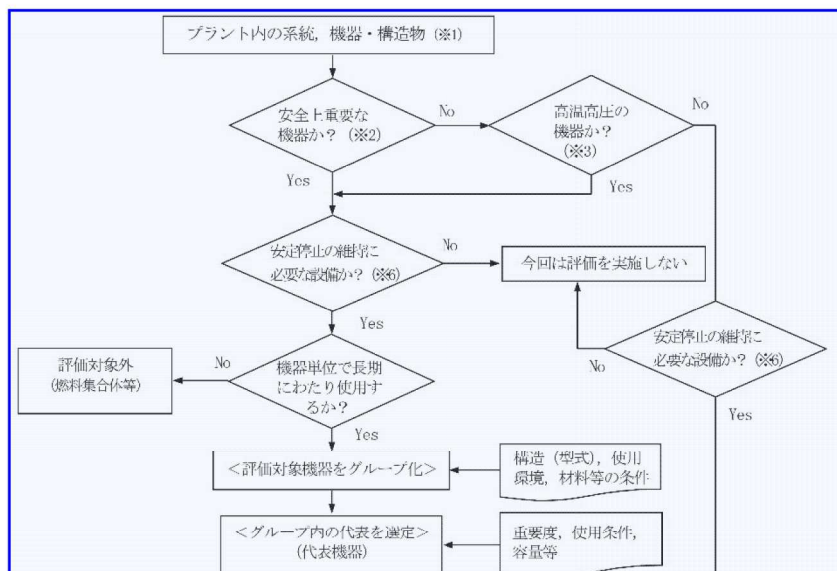 プラント内の系統，機器・構造物（※1）
安全上重要な
機器か？（※2）
No
高温高圧の
機器か？
（※3）
No
Yes
Yes
安定停止の維持に
必要な設備か？（※6）
No
今回は評価を実施しない
Yes
安定停止の維持に
必要な設備か？（※6）
No
Yes
機器単位で長期
にわたり使用す
るか？
No
評価対象外
（燃料集合体等）
Yes
＜評価対象機器をグループ化＞
構造（型式），使用
環境，材料等の条件
＜グループ内の代表を選定＞
（代表機器）
重要度，使用条件，
容量等